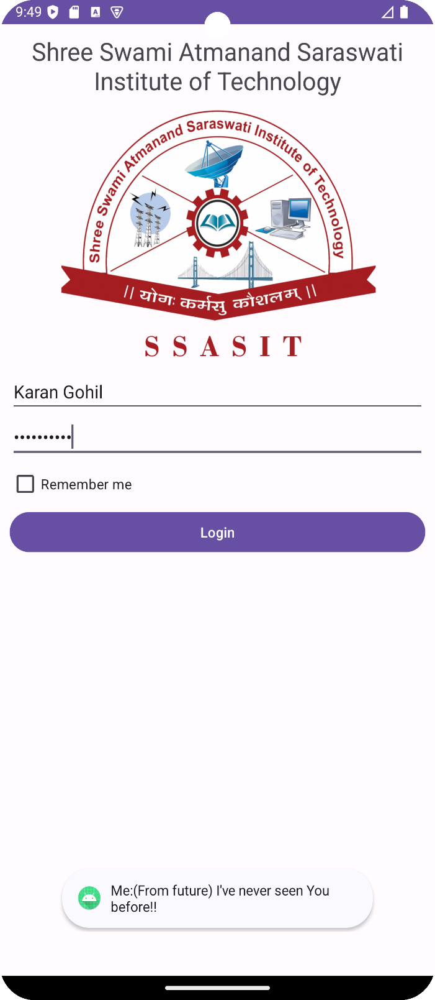 9:49
Shree Swami Atmanand Saraswati
Institute of Technology
Shree Swami Atmanand Saraswati Institute of Technology
|| योगः कर्मसु कौशलम् ||
S S A S I T
Karan Gohil
••••••••••
Remember me
Login
Me:(From future) I've never seen You
before!!